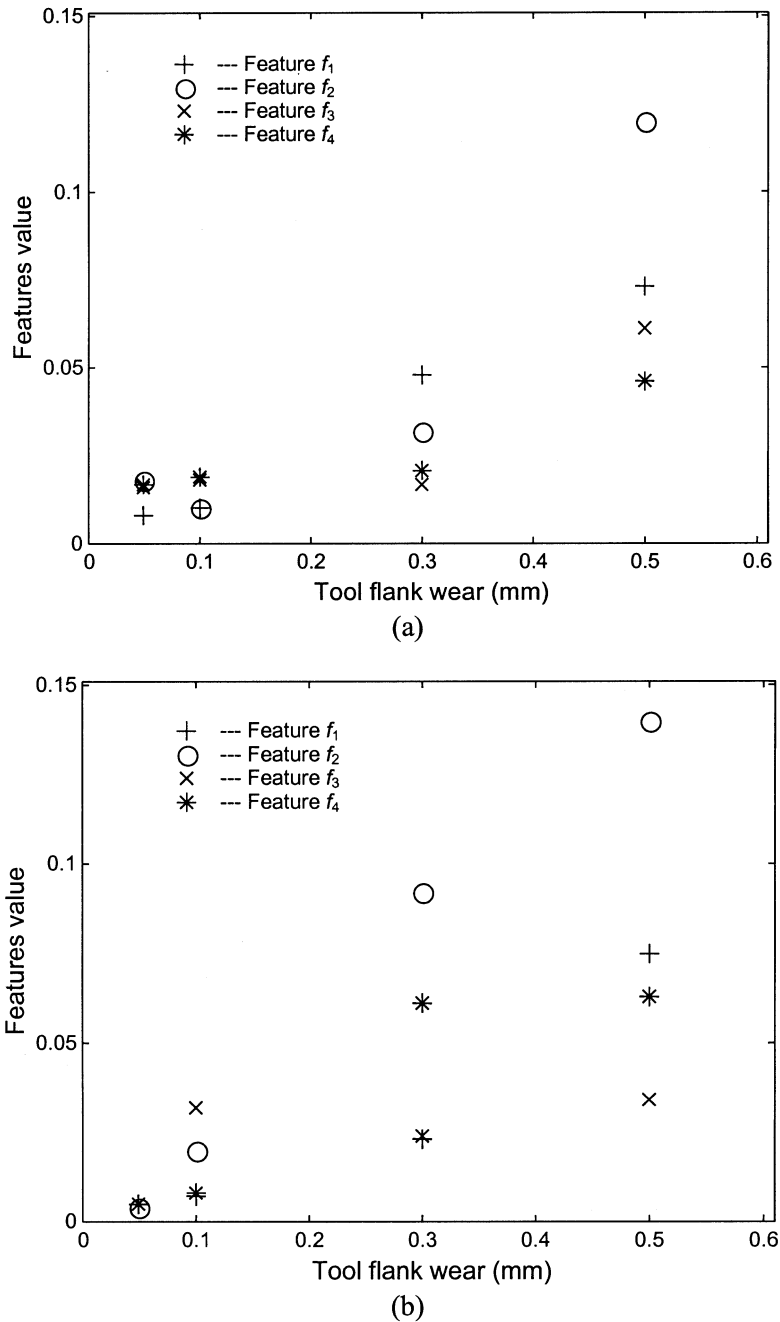 0.15
+ --- Feature f1
○ --- Feature f2
× --- Feature f3
* --- Feature f4
0.1
Features value
0.05
0
0 0.1 0.2 0.3 0.4 0.5 0.6
Tool flank wear (mm)
(a)
0.15
+ --- Feature f1
○ --- Feature f2
× --- Feature f3
* --- Feature f4
0.1
Features value
0.05
0
0 0.1 0.2 0.3 0.4 0.5 0.6
Tool flank wear (mm)
(b)